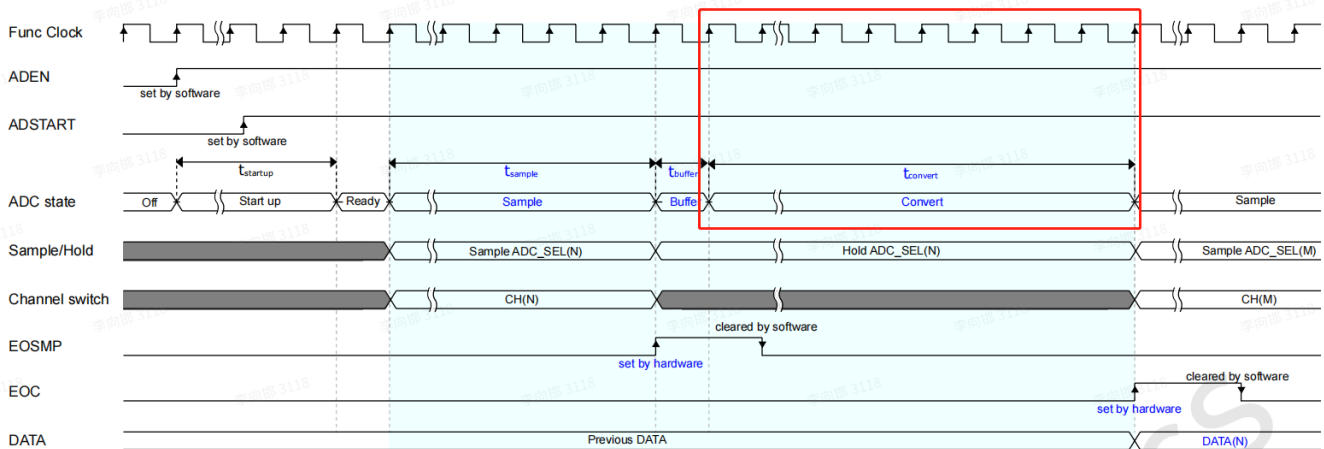 Func Clock
ADEN
set by software
ADSTART
set by software
tstartup tsample tbuffer tconvert
ADC state Off Start up Ready Sample Buffe Convert Sample
Sample/Hold Sample ADC_SEL(N) Hold ADC_SEL(N) Sample ADC_SEL(M)
Channel switch CH(N) CH(M)
cleared by software
EOSMP
set by hardware
cleared by software
EOC
set by hardware
DATA Previous DATA DATA(N)